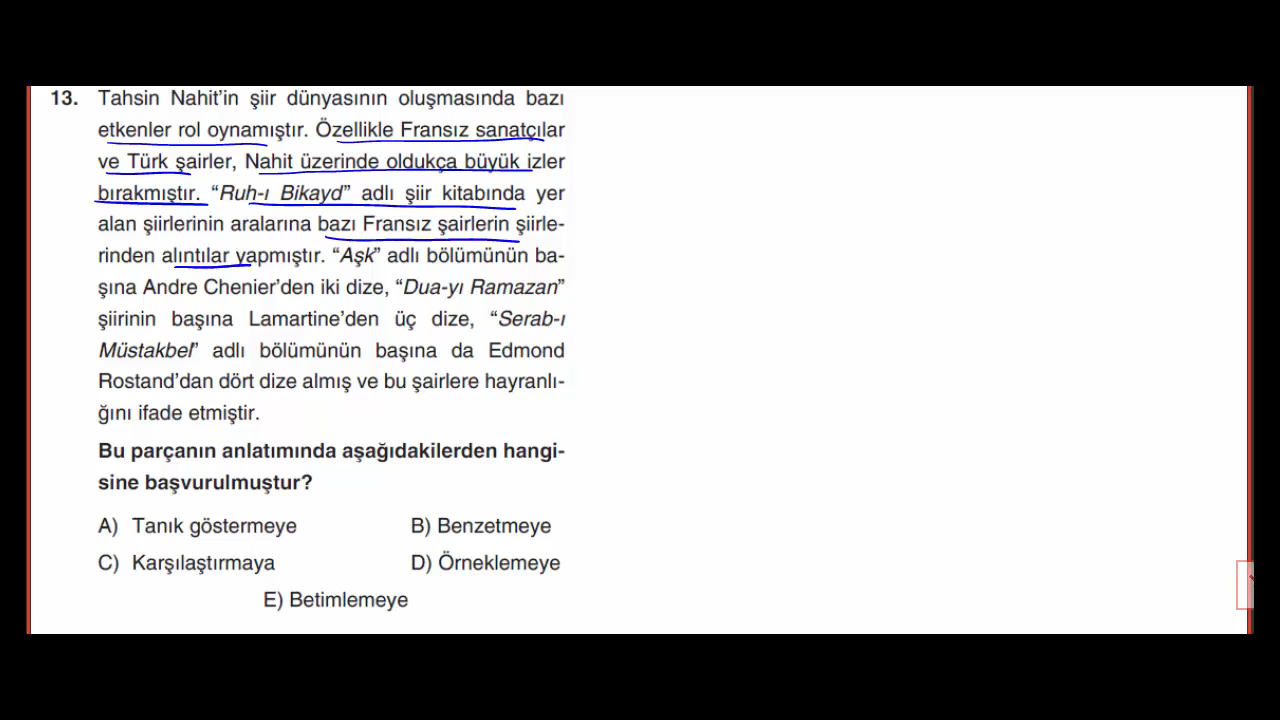 13. Tahsin Nahit’in şiir dünyasının oluşmasında bazı
etkenler rol oynamıştır. Özellikle Fransız sanatçılar
ve Türk şairler, Nahit üzerinde oldukça büyük izler
bırakmıştır. “Ruh-ı Bikayd” adlı şiir kitabında yer
alan şiirlerinin aralarına bazı Fransız şairlerin şiirle-
rinden alıntılar yapmıştır. “Aşk” adlı bölümünün ba-
şına Andre Chenier’den iki dize, “Dua-yı Ramazan”
şiirinin başına Lamartine’den üç dize, “Serab-ı
Müstakbel” adlı bölümünün başına da Edmond
Rostand’dan dört dize almış ve bu şairlere hayranlı-
ğını ifade etmiştir.
Bu parçanın anlatımında aşağıdakilerden hangi-
sine başvurulmuştur?
A) Tanık göstermeye B) Benzetmeye
C) Karşılaştırmaya D) Örneklemeye
E) Betimlemeye